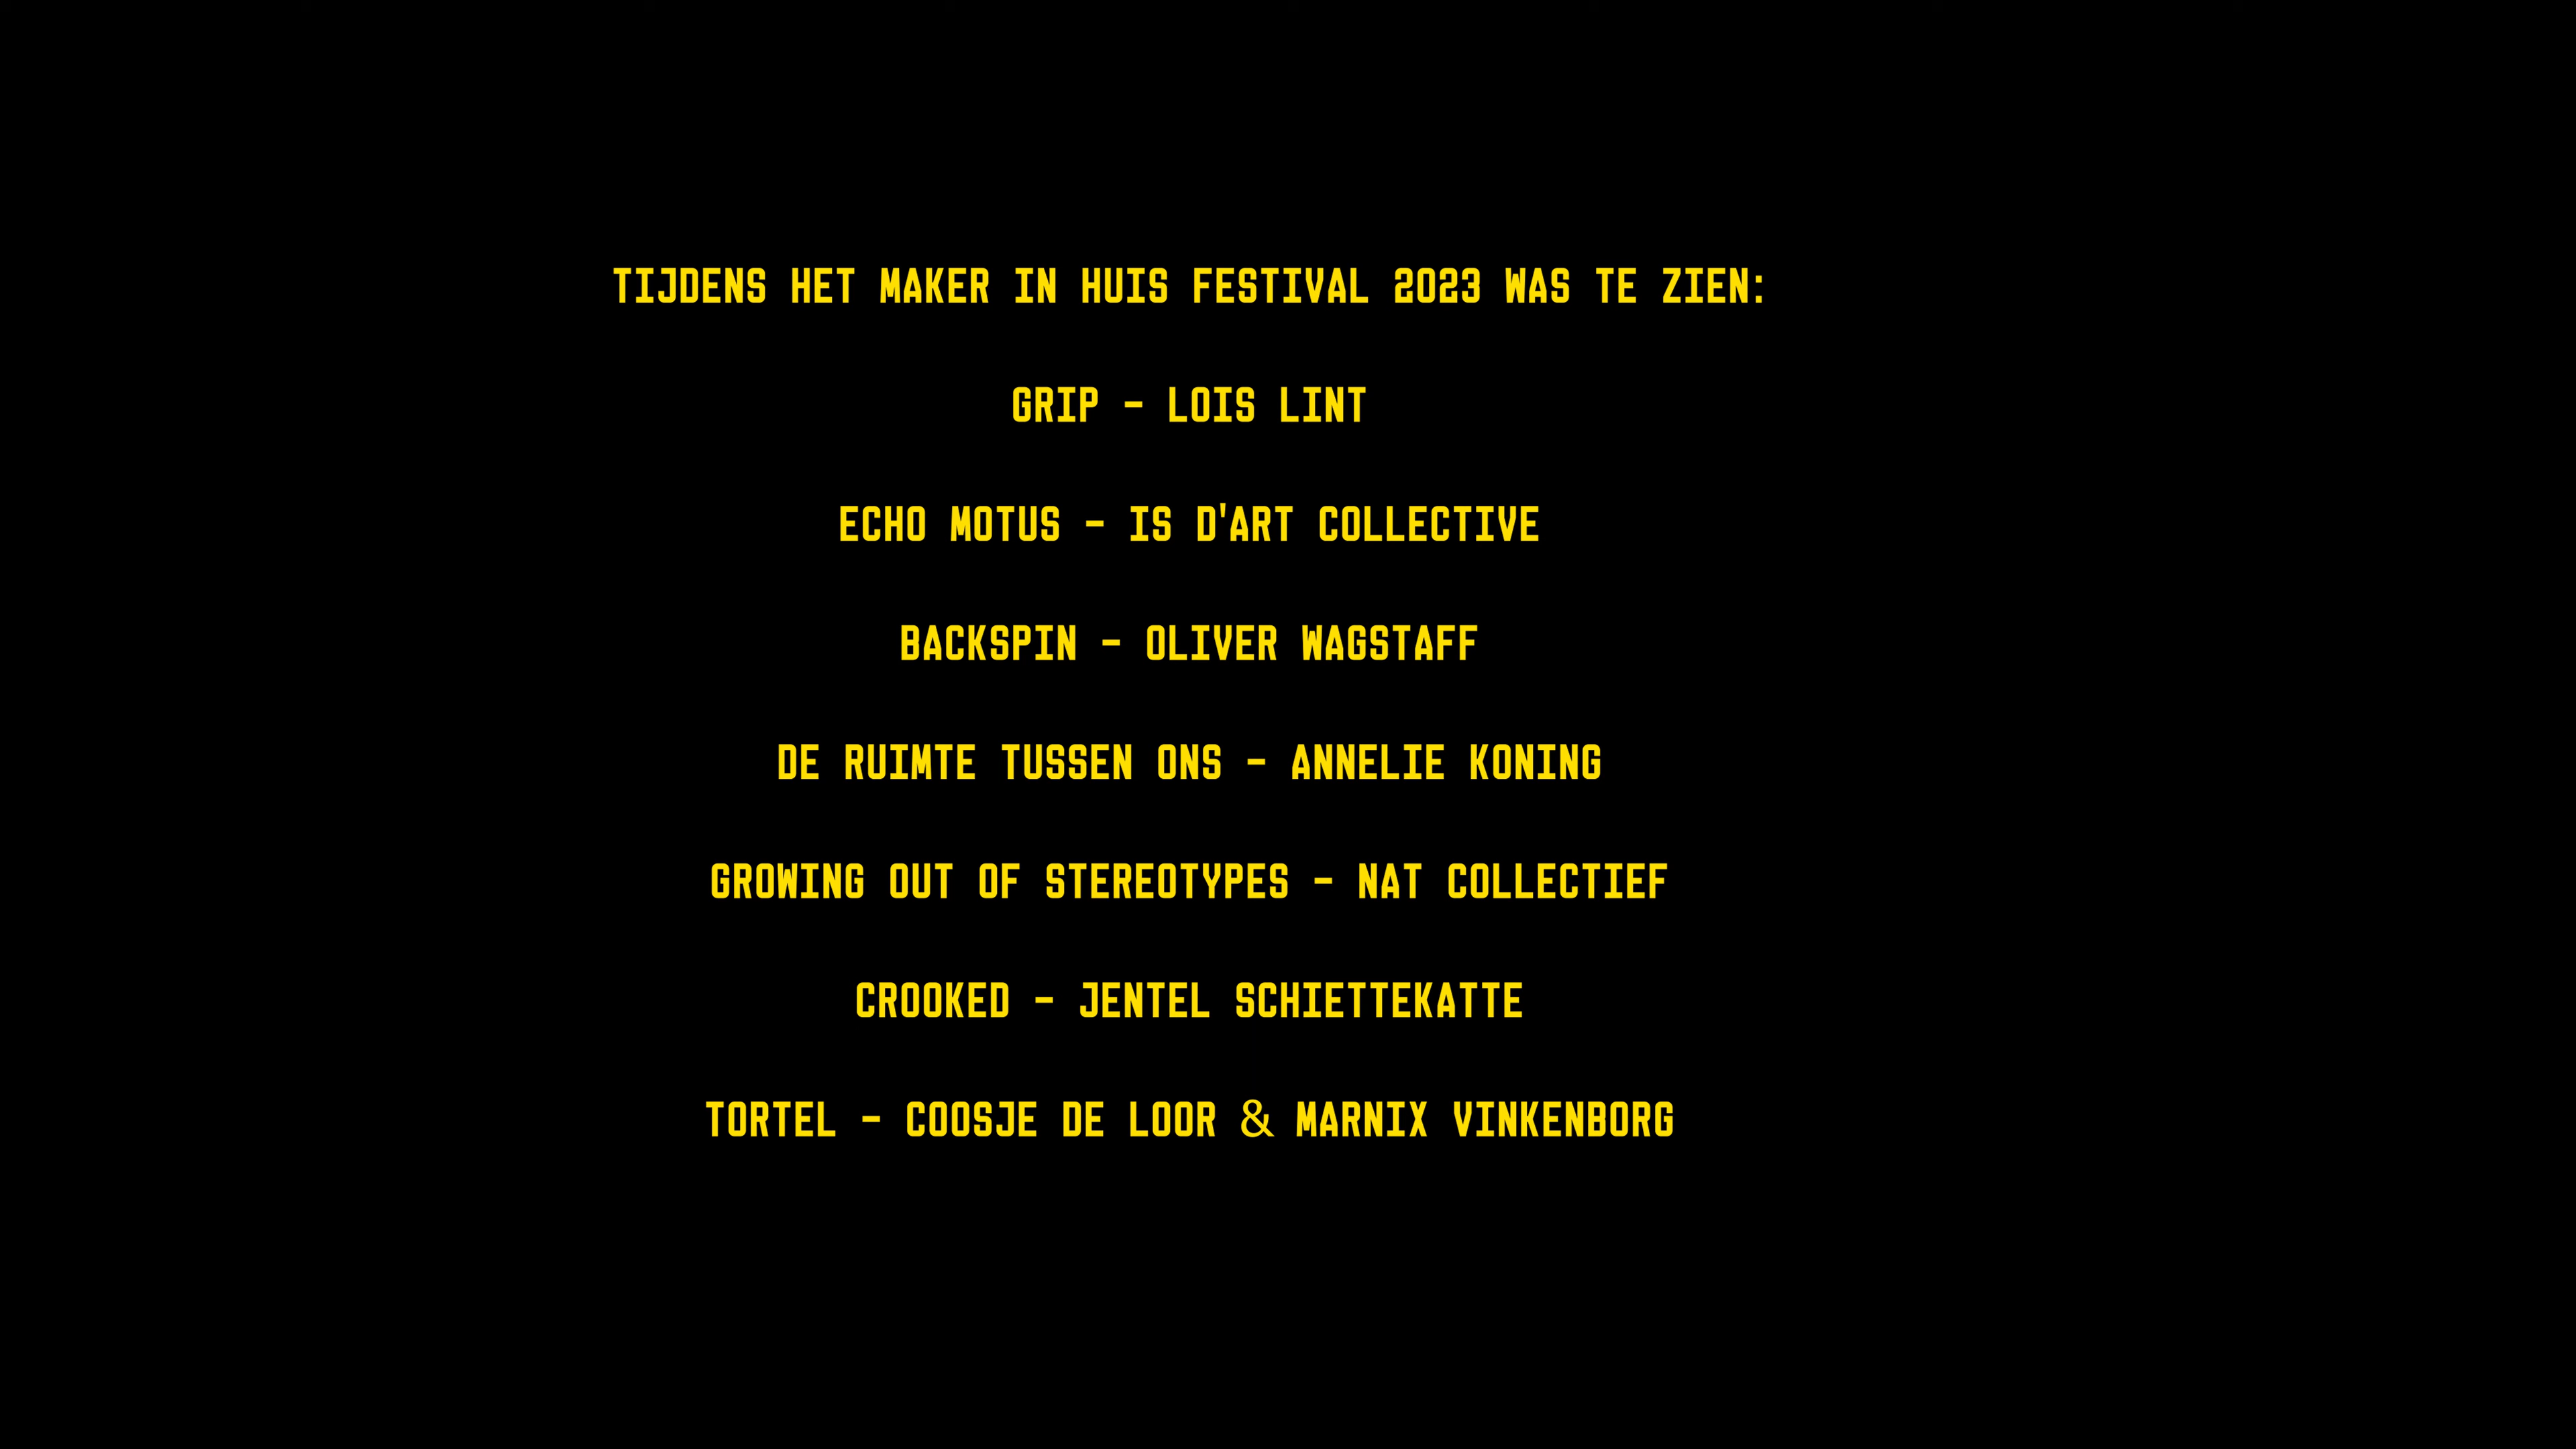 TIJDENS HET MAKER IN HUIS FESTIVAL 2023 WAS TE ZIEN:
GRIP - LOIS LINT
ECHO MOTUS - IS D'ART COLLECTIVE
BACKSPIN - OLIVER WAGSTAFF
DE RUIMTE TUSSEN ONS - ANNELIE KONING
GROWING OUT OF STEREOTYPES - NAT COLLECTIEF
CROOKED - JENTEL SCHIETTEKATTE
TORTEL - COOSJE DE LOOR & MARNIX VINKENBORG